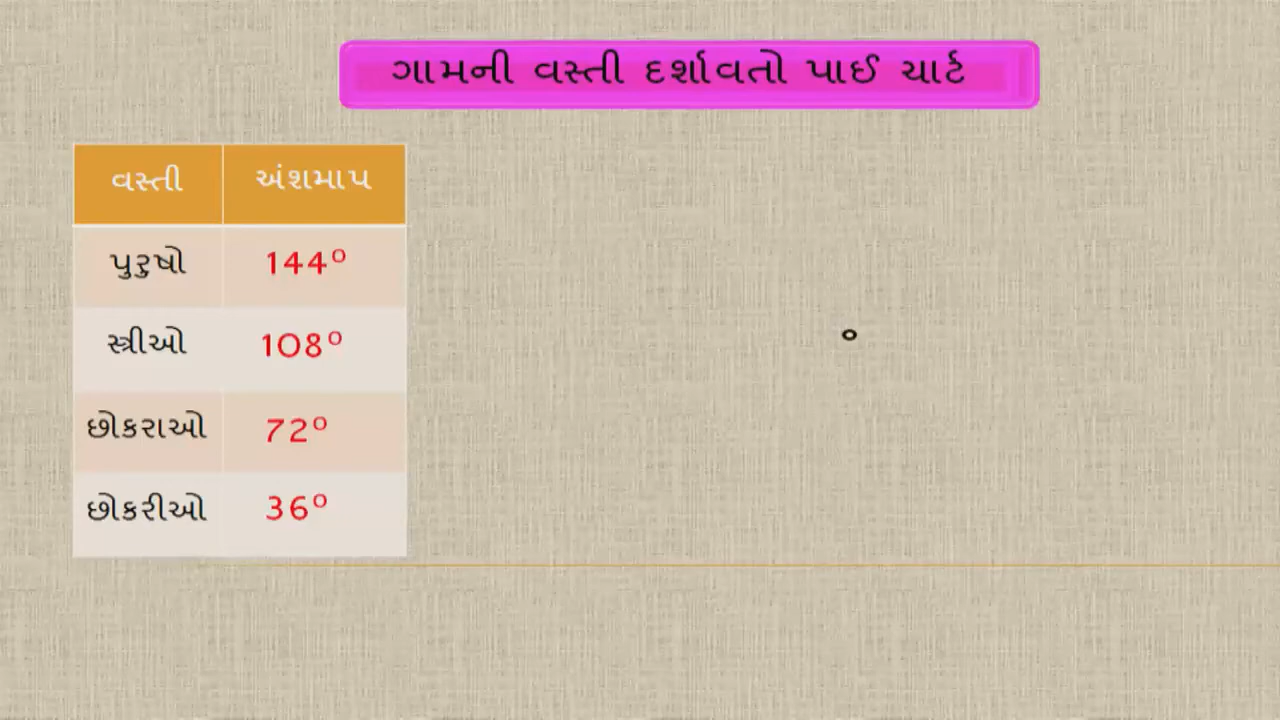 ગામની વસ્તી દર્શાવતો પાઈ ચાર્ટ
વસ્તી અંશમાપ
પુરુષો 144°
સ્ત્રીઓ 108°
છોકરાઓ 72°
છોકરીઓ 36°